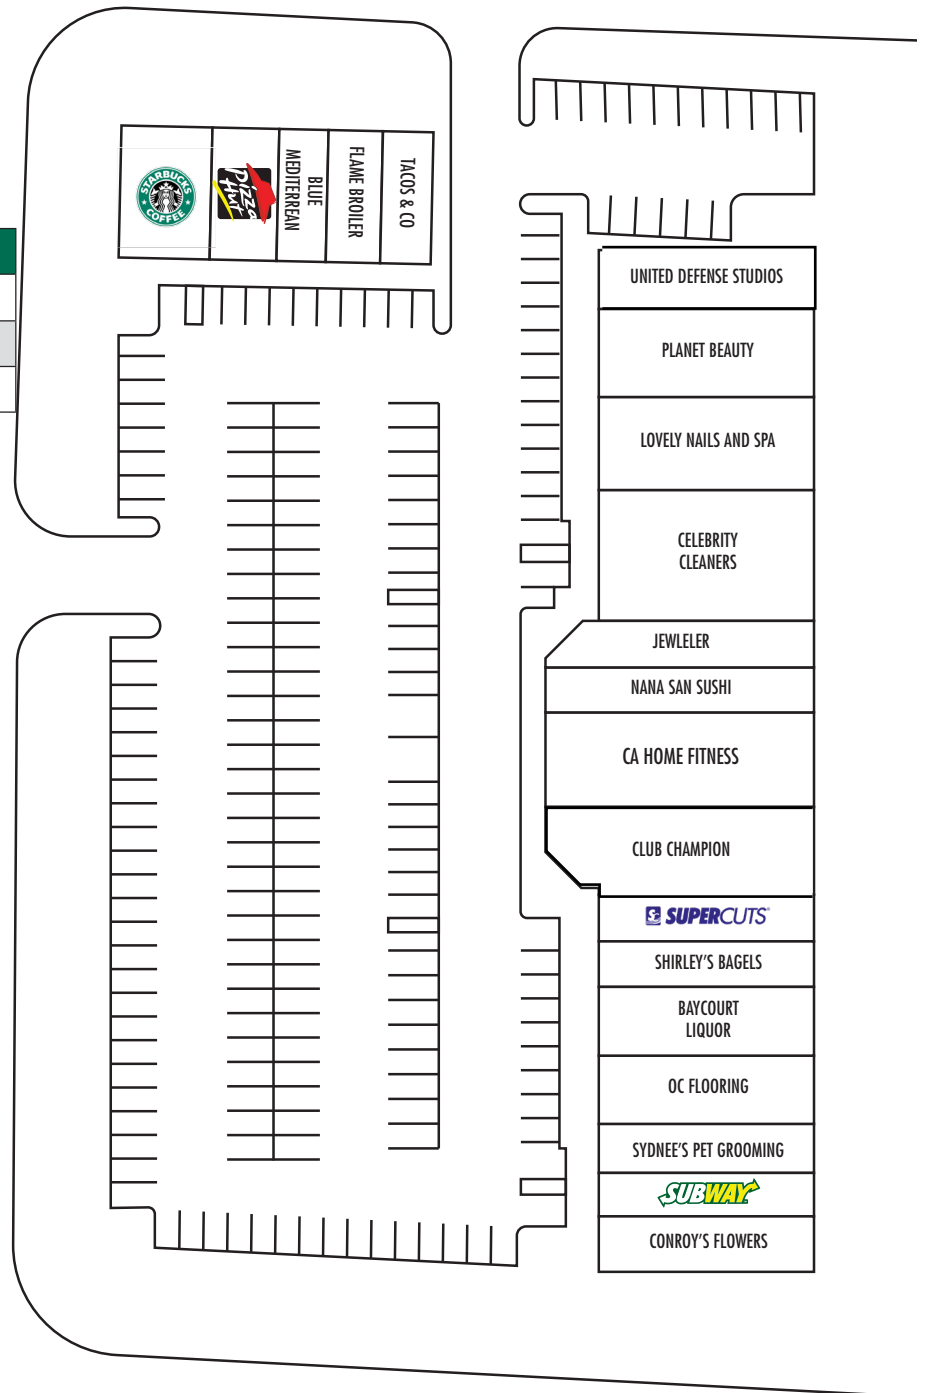 STARBUCKS
COFFEE
Pizza
Hut
BLUE
MEDITERREAN
FLAME BROILER
TACOS & CO
UNITED DEFENSE STUDIOS
PLANET BEAUTY
LOVELY NAILS AND SPA
CELEBRITY
CLEANERS
JEWLELER
NANA SAN SUSHI
CA HOME FITNESS
CLUB CHAMPION
SUPERCUTS
SHIRLEY'S BAGELS
BAYCOURT
LIQUOR
OC FLOORING
SYDNEE'S PET GROOMING
SUBWAY
CONROY'S FLOWERS